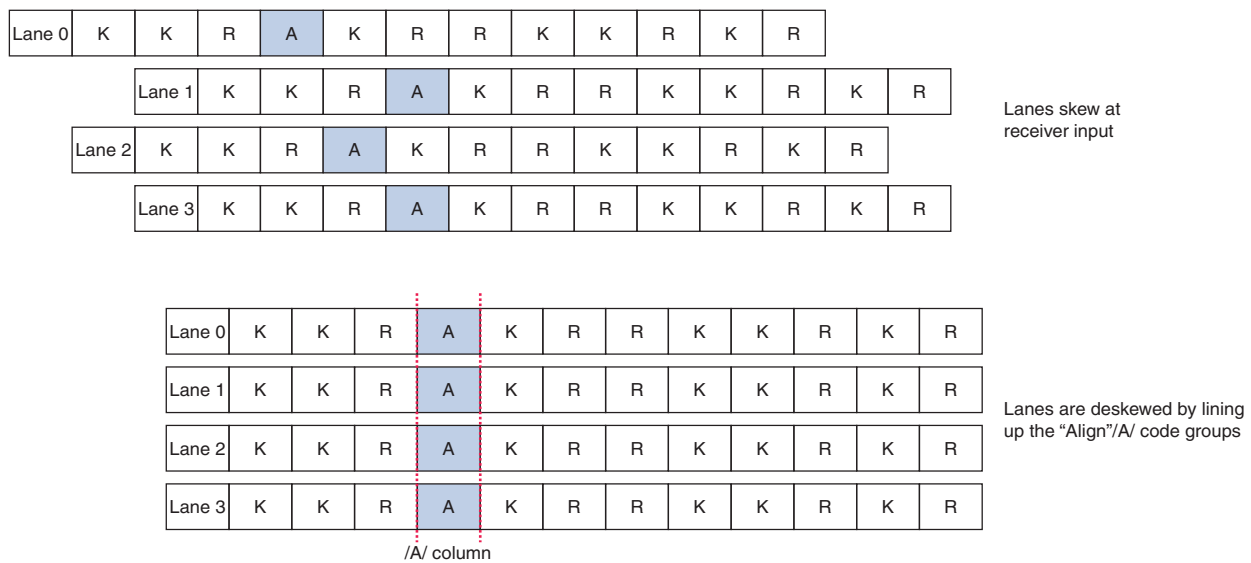 Lane 0 K K R A K R R K K R K R
Lane 1 K K R A K R R K K R K R
Lanes skew at
receiver input
Lane 2 K K R A K R R K K R K R
Lane 3 K K R A K R R K K R K R
Lane 0 K K R A K R R K K R K R
Lane 1 K K R A K R R K K R K R
Lanes are deskewed by lining
up the “Align”/A/ code groups
Lane 2 K K R A K R R K K R K R
Lane 3 K K R A K R R K K R K R
/A/ column